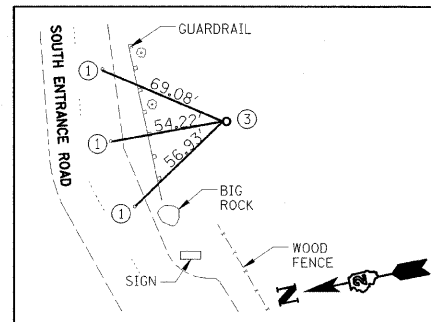 GUARDRAIL
69.08'
1
3
54.22'
1
SOUTH ENTRANCE ROAD
56.93'
1
BIG
ROCK
WOOD
FENCE
SIGN
N